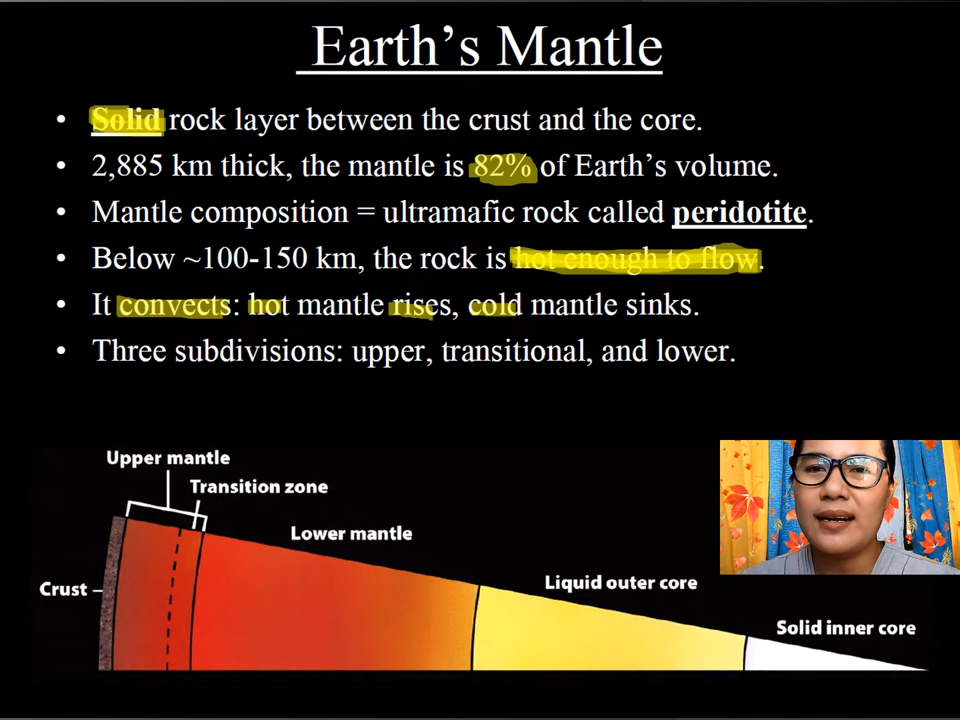 Earth's Mantle
• Solid rock layer between the crust and the core.
• 2,885 km thick, the mantle is 82% of Earth's volume.
• Mantle composition = ultramafic rock called peridotite.
• Below ~100-150 km, the rock is hot enough to flow.
• It convects: hot mantle rises, cold mantle sinks.
• Three subdivisions: upper, transitional, and lower.
Upper mantle
Transition zone
Lower mantle
Crust
Liquid outer core
Solid inner core